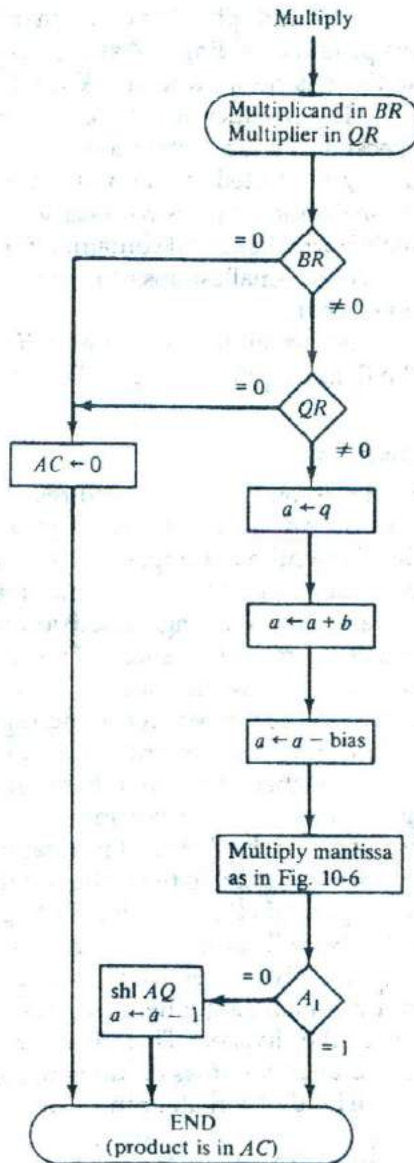 Multiply
Multiplicand in BR
Multiplier in QR
= 0
BR
≠ 0
= 0
QR
≠ 0
AC ← 0
a ← q
a ← a + b
a ← a − bias
Multiply mantissa
as in Fig. 10-6
= 0
A₁
shl AQ
a ← a − 1
= 1
END
(product is in AC)